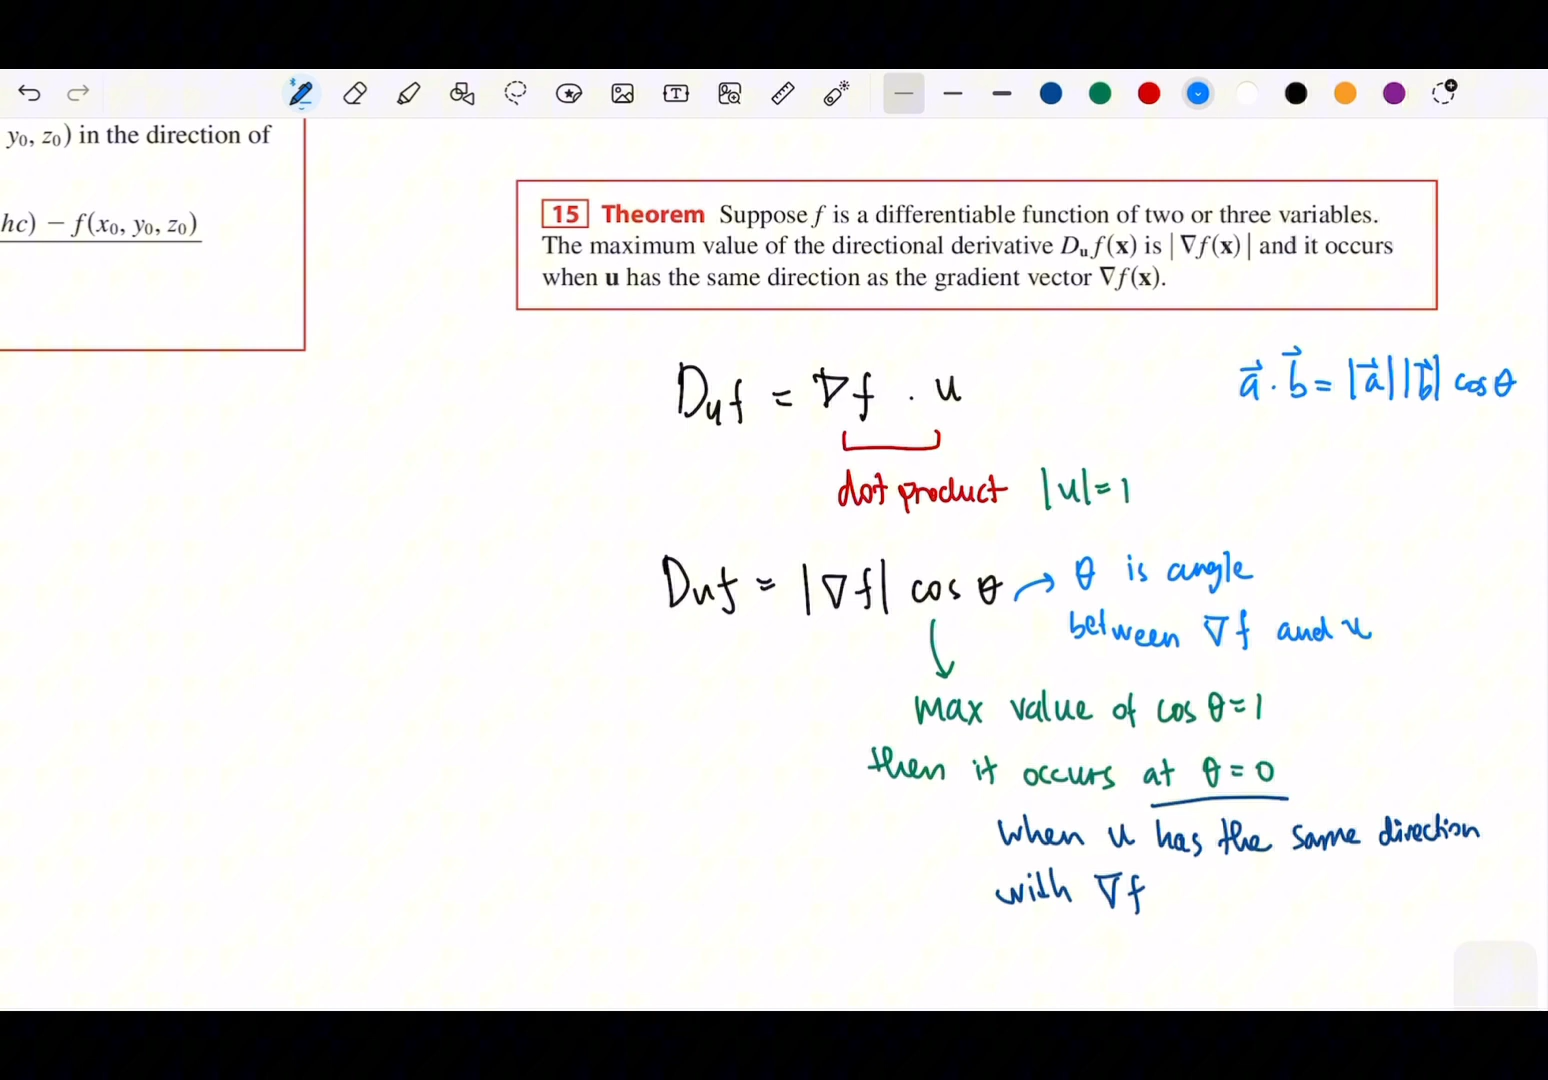 y₀, z₀) in the direction of
hc) − f(x₀, y₀, z₀)
15 Theorem Suppose f is a differentiable function of two or three variables.
The maximum value of the directional derivative Dᵤ f(x) is |∇f(x)| and it occurs
when u has the same direction as the gradient vector ∇f(x).
Duf = ∇f · u
a⃗ · b⃗ = |a⃗| |b⃗| cos θ
dot product |u| = 1
Duf = |∇f| cos θ → θ is angle
between ∇f and u
max value of cos θ = 1
then it occurs at θ = 0
when u has the same direction
with ∇f